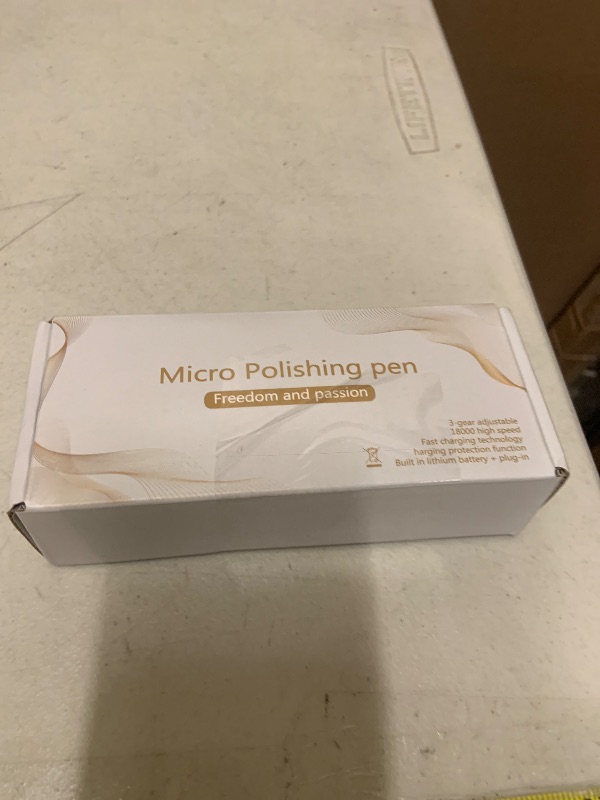 LIFETIME
Micro Polishing pen
Freedom and passion
3-gear adjustable
18000 high speed
Fast charging technology
harging protection function
Built in lithium battery + plug-in